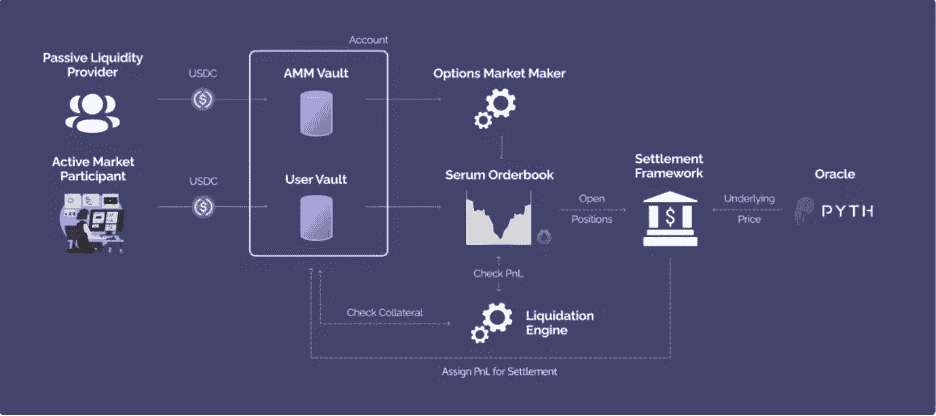 Account
Passive Liquidity
Provider
USDC
$
AMM Vault
Options Market Maker
Active Market
Participant
USDC
$
User Vault
Serum Orderbook
Open
Positions
Settlement
Framework
$
Underlying
Price
Oracle
PYTH
Check PnL
Check Collateral
Liquidation
Engine
Assign PnL for Settlement